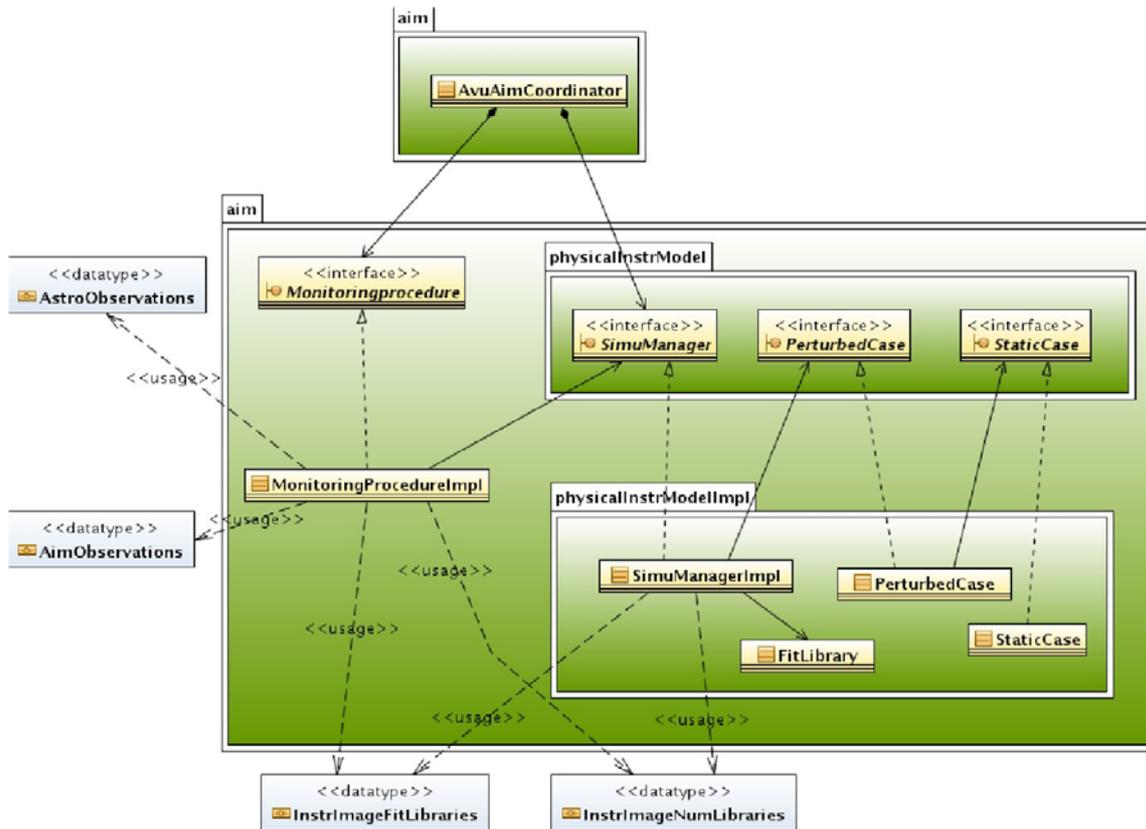 aim
AvuAimCoordinator
aim
<<datatype>>
AstroObservations
<<interface>>
Monitoringprocedure
physicalInstrModel
<<interface>>
SimuManager
<<interface>>
PerturbedCase
<<interface>>
StaticCase
<<usage>>
MonitoringProcedureImpl
physicalInstrModelImpl
<<datatype>>
AimObservations
<<usage>>
<<usage>>
SimuManagerImpl
PerturbedCase
<<usage>>
StaticCase
FitLibrary
<<usage>>
<<usage>>
<<datatype>>
InstrImageFitLibraries
<<datatype>>
InstrImageNumLibraries